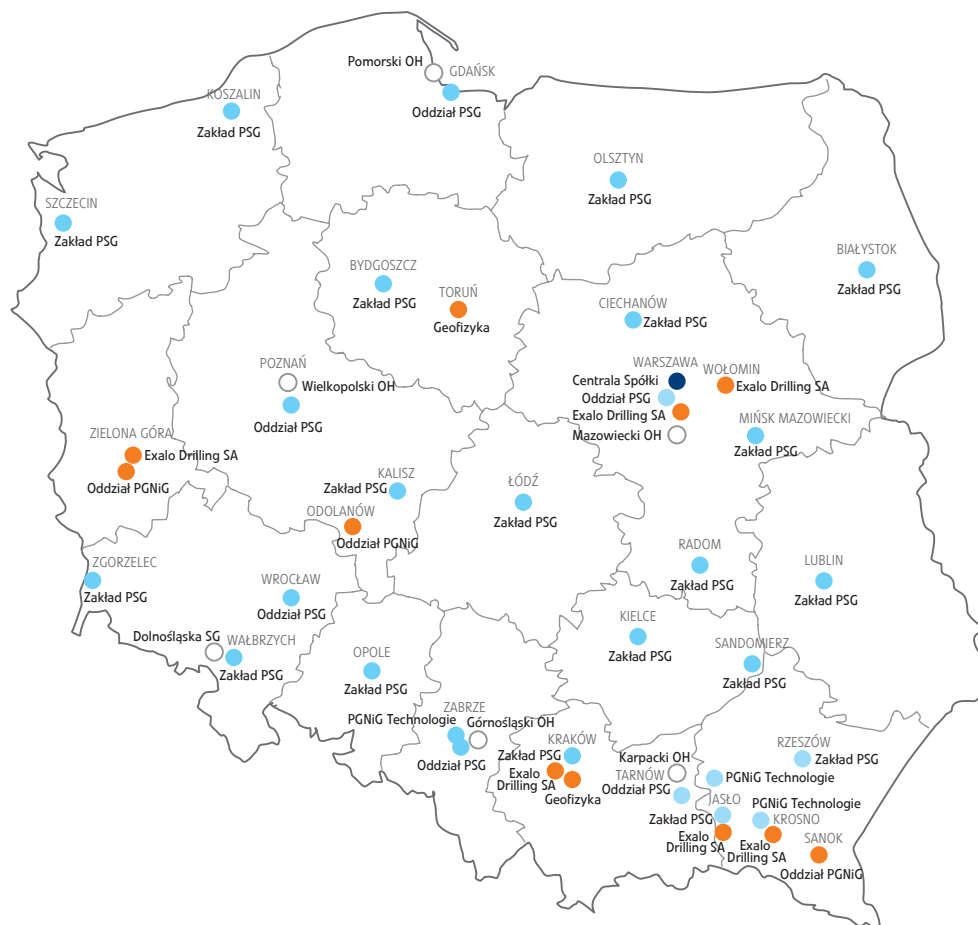 Pomorski OH
GDAŃSK
Oddział PSG
KOSZALIN
Zakład PSG
OLSZTYN
Zakład PSG
SZCZECIN
Zakład PSG
BIAŁYSTOK
Zakład PSG
BYDGOSZCZ
Zakład PSG
TORUŃ
Geofizyka
CIECHANÓW
Zakład PSG
POZNAŃ
Wielkopolski OH
Oddział PSG
WARSZAWA
Centrala Spółki
Oddział PSG
Exalo Drilling SA
Mazowiecki OH
WOŁOMIN
Exalo Drilling SA
MIŃSK MAZOWIECKI
Zakład PSG
ZIELONA GÓRA
Exalo Drilling SA
Oddział PGNiG
KALISZ
Zakład PSG
ODOLANÓW
Oddział PGNiG
ŁÓDŹ
Zakład PSG
RADOM
Zakład PSG
LUBLIN
Zakład PSG
ZGORZELEC
Zakład PSG
WROCŁAW
Oddział PSG
Dolnośląska SG
WAŁBRZYCH
Zakład PSG
OPOLE
Zakład PSG
KIELCE
Zakład PSG
SANDOMIERZ
Zakład PSG
ZABRZE
PGNiG Technologie
Górnośląski OH
Oddział PSG
KRAKÓW
Zakład PSG
Exalo
Drilling SA
Geofizyka
Karpacki OH
TARNÓW
Oddział PSG
RZESZÓW
Zakład PSG
PGNiG Technologie
JASŁO
Zakład PSG
Exalo
Drilling SA
PGNiG Technologie
KROSNO
Exalo
Drilling SA
SANOK
Oddział PGNiG